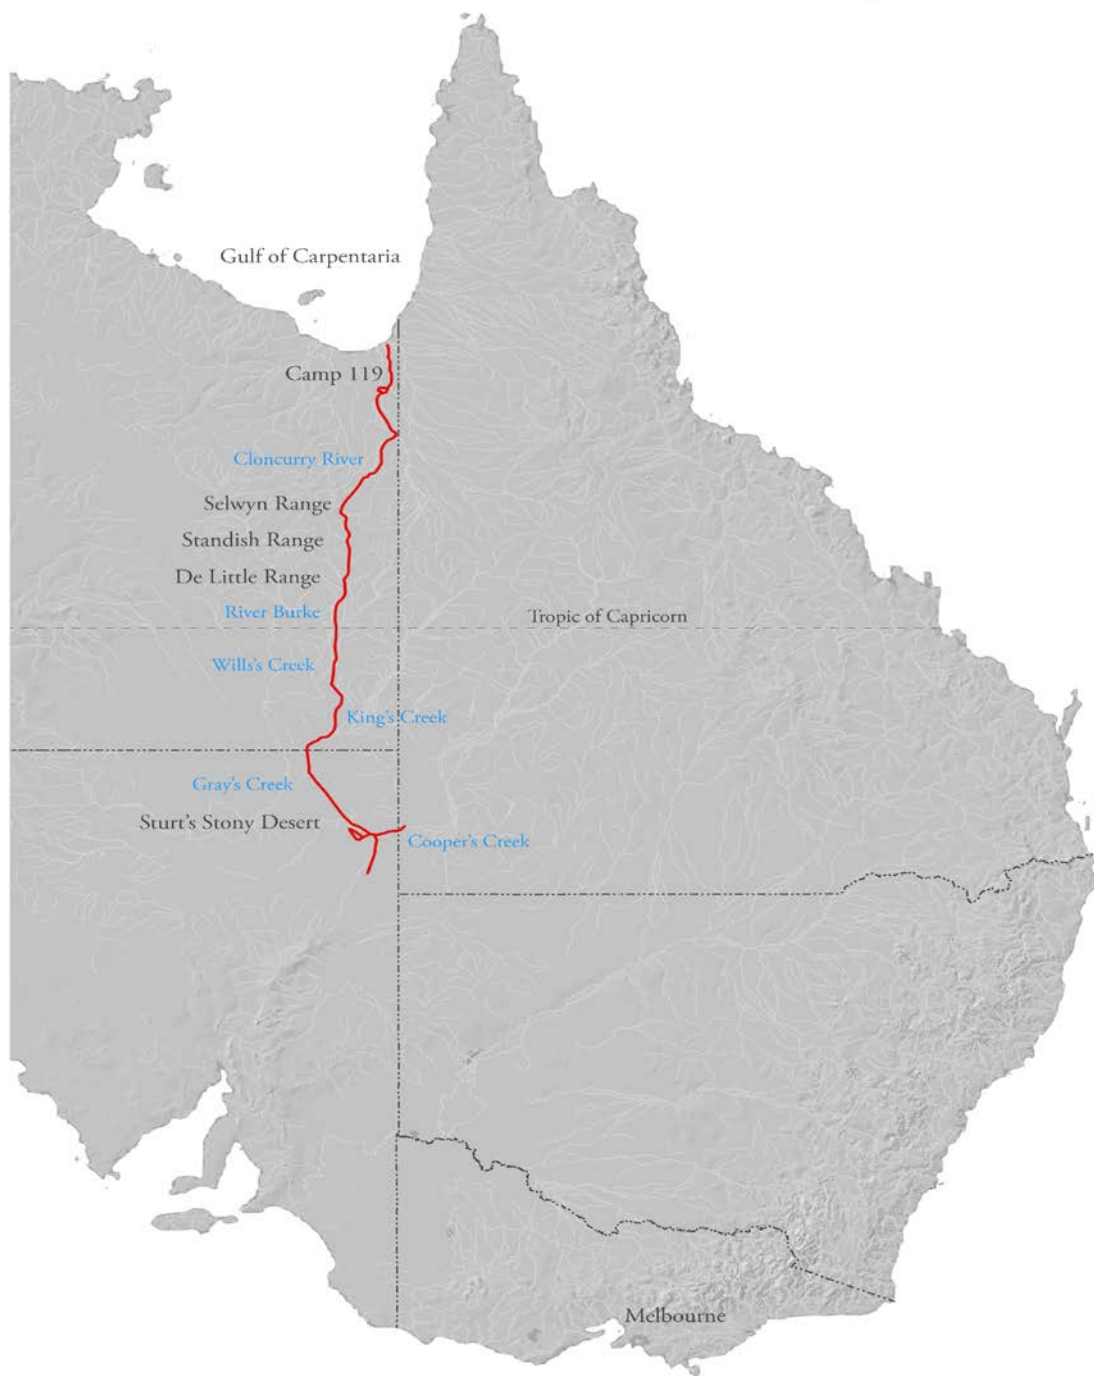 Gulf of Carpentaria
Camp 119
Cloncurry River
Selwyn Range
Standish Range
De Little Range
River Burke
Tropic of Capricorn
Wills's Creek
King's Creek
Gray's Creek
Sturt's Stony Desert
Cooper's Creek
Melbourne